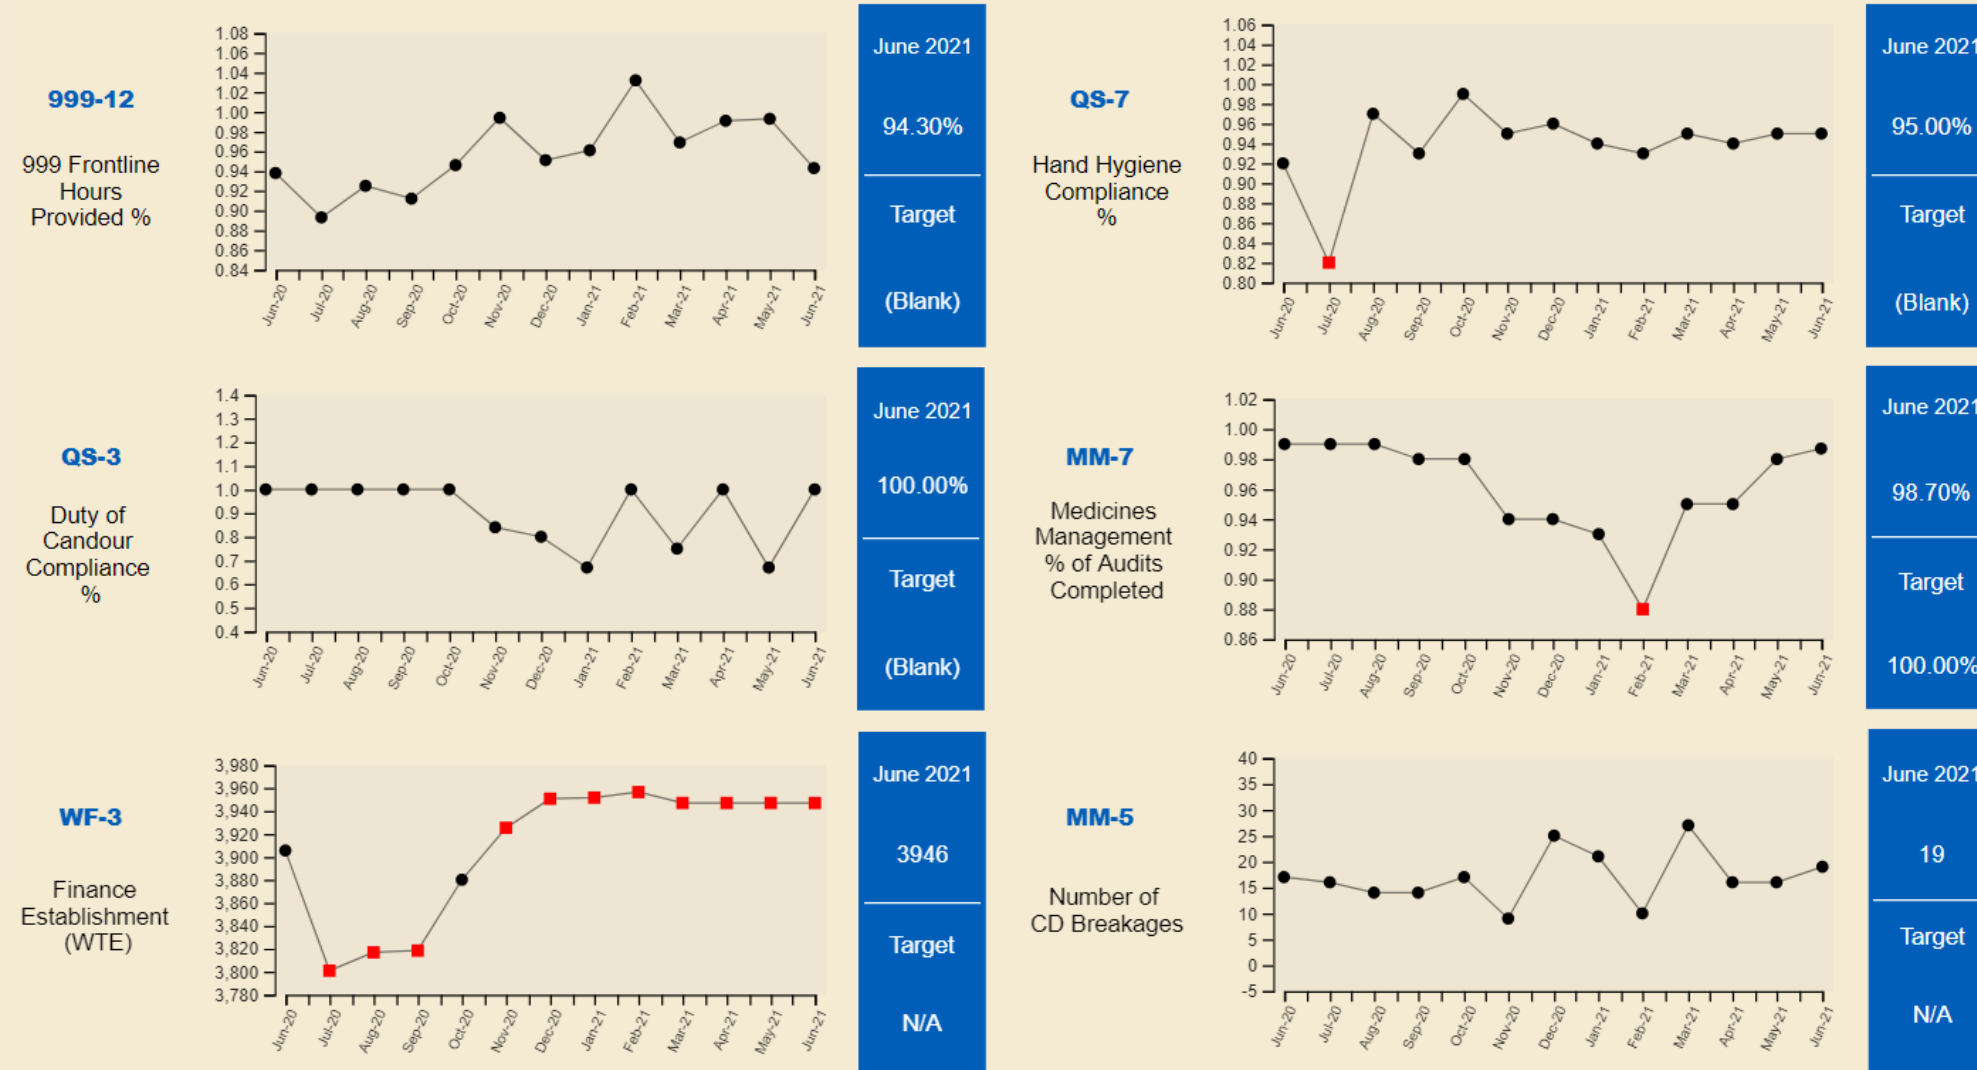 999-12
999 Frontline
Hours
Provided %
1.08
1.06
1.04
1.02
1.00
0.98
0.96
0.94
0.92
0.90
0.88
0.86
0.84
Jun-20
Jul-20
Aug-20
Sep-20
Oct-20
Nov-20
Dec-20
Jan-21
Feb-21
Mar-21
Apr-21
May-21
Jun-21
June 2021
94.30%
Target
(Blank)
QS-7
Hand Hygiene
Compliance
%
1.06
1.04
1.02
1.00
0.98
0.96
0.94
0.92
0.90
0.88
0.86
0.84
0.82
0.80
Jun-20
Jul-20
Aug-20
Sep-20
Oct-20
Nov-20
Dec-20
Jan-21
Feb-21
Mar-21
Apr-21
May-21
Jun-21
June 2021
95.00%
Target
(Blank)
QS-3
Duty of
Candour
Compliance
%
1.4
1.3
1.2
1.1
1.0
0.9
0.8
0.7
0.6
0.5
0.4
Jun-20
Jul-20
Aug-20
Sep-20
Oct-20
Nov-20
Dec-20
Jan-21
Feb-21
Mar-21
Apr-21
May-21
Jun-21
June 2021
100.00%
Target
(Blank)
MM-7
Medicines
Management
% of Audits
Completed
1.02
1.00
0.98
0.96
0.94
0.92
0.90
0.88
0.86
Jun-20
Jul-20
Aug-20
Sep-20
Oct-20
Nov-20
Dec-20
Jan-21
Feb-21
Mar-21
Apr-21
May-21
Jun-21
June 2021
98.70%
Target
100.00%
WF-3
Finance
Establishment
(WTE)
3,980
3,960
3,940
3,920
3,900
3,880
3,860
3,840
3,820
3,800
3,780
Jun-20
Jul-20
Aug-20
Sep-20
Oct-20
Nov-20
Dec-20
Jan-21
Feb-21
Mar-21
Apr-21
May-21
Jun-21
June 2021
3946
Target
N/A
MM-5
Number of
CD Breakages
40
35
30
25
20
15
10
5
0
-5
Jun-20
Jul-20
Aug-20
Sep-20
Oct-20
Nov-20
Dec-20
Jan-21
Feb-21
Mar-21
Apr-21
May-21
Jun-21
June 2021
19
Target
N/A